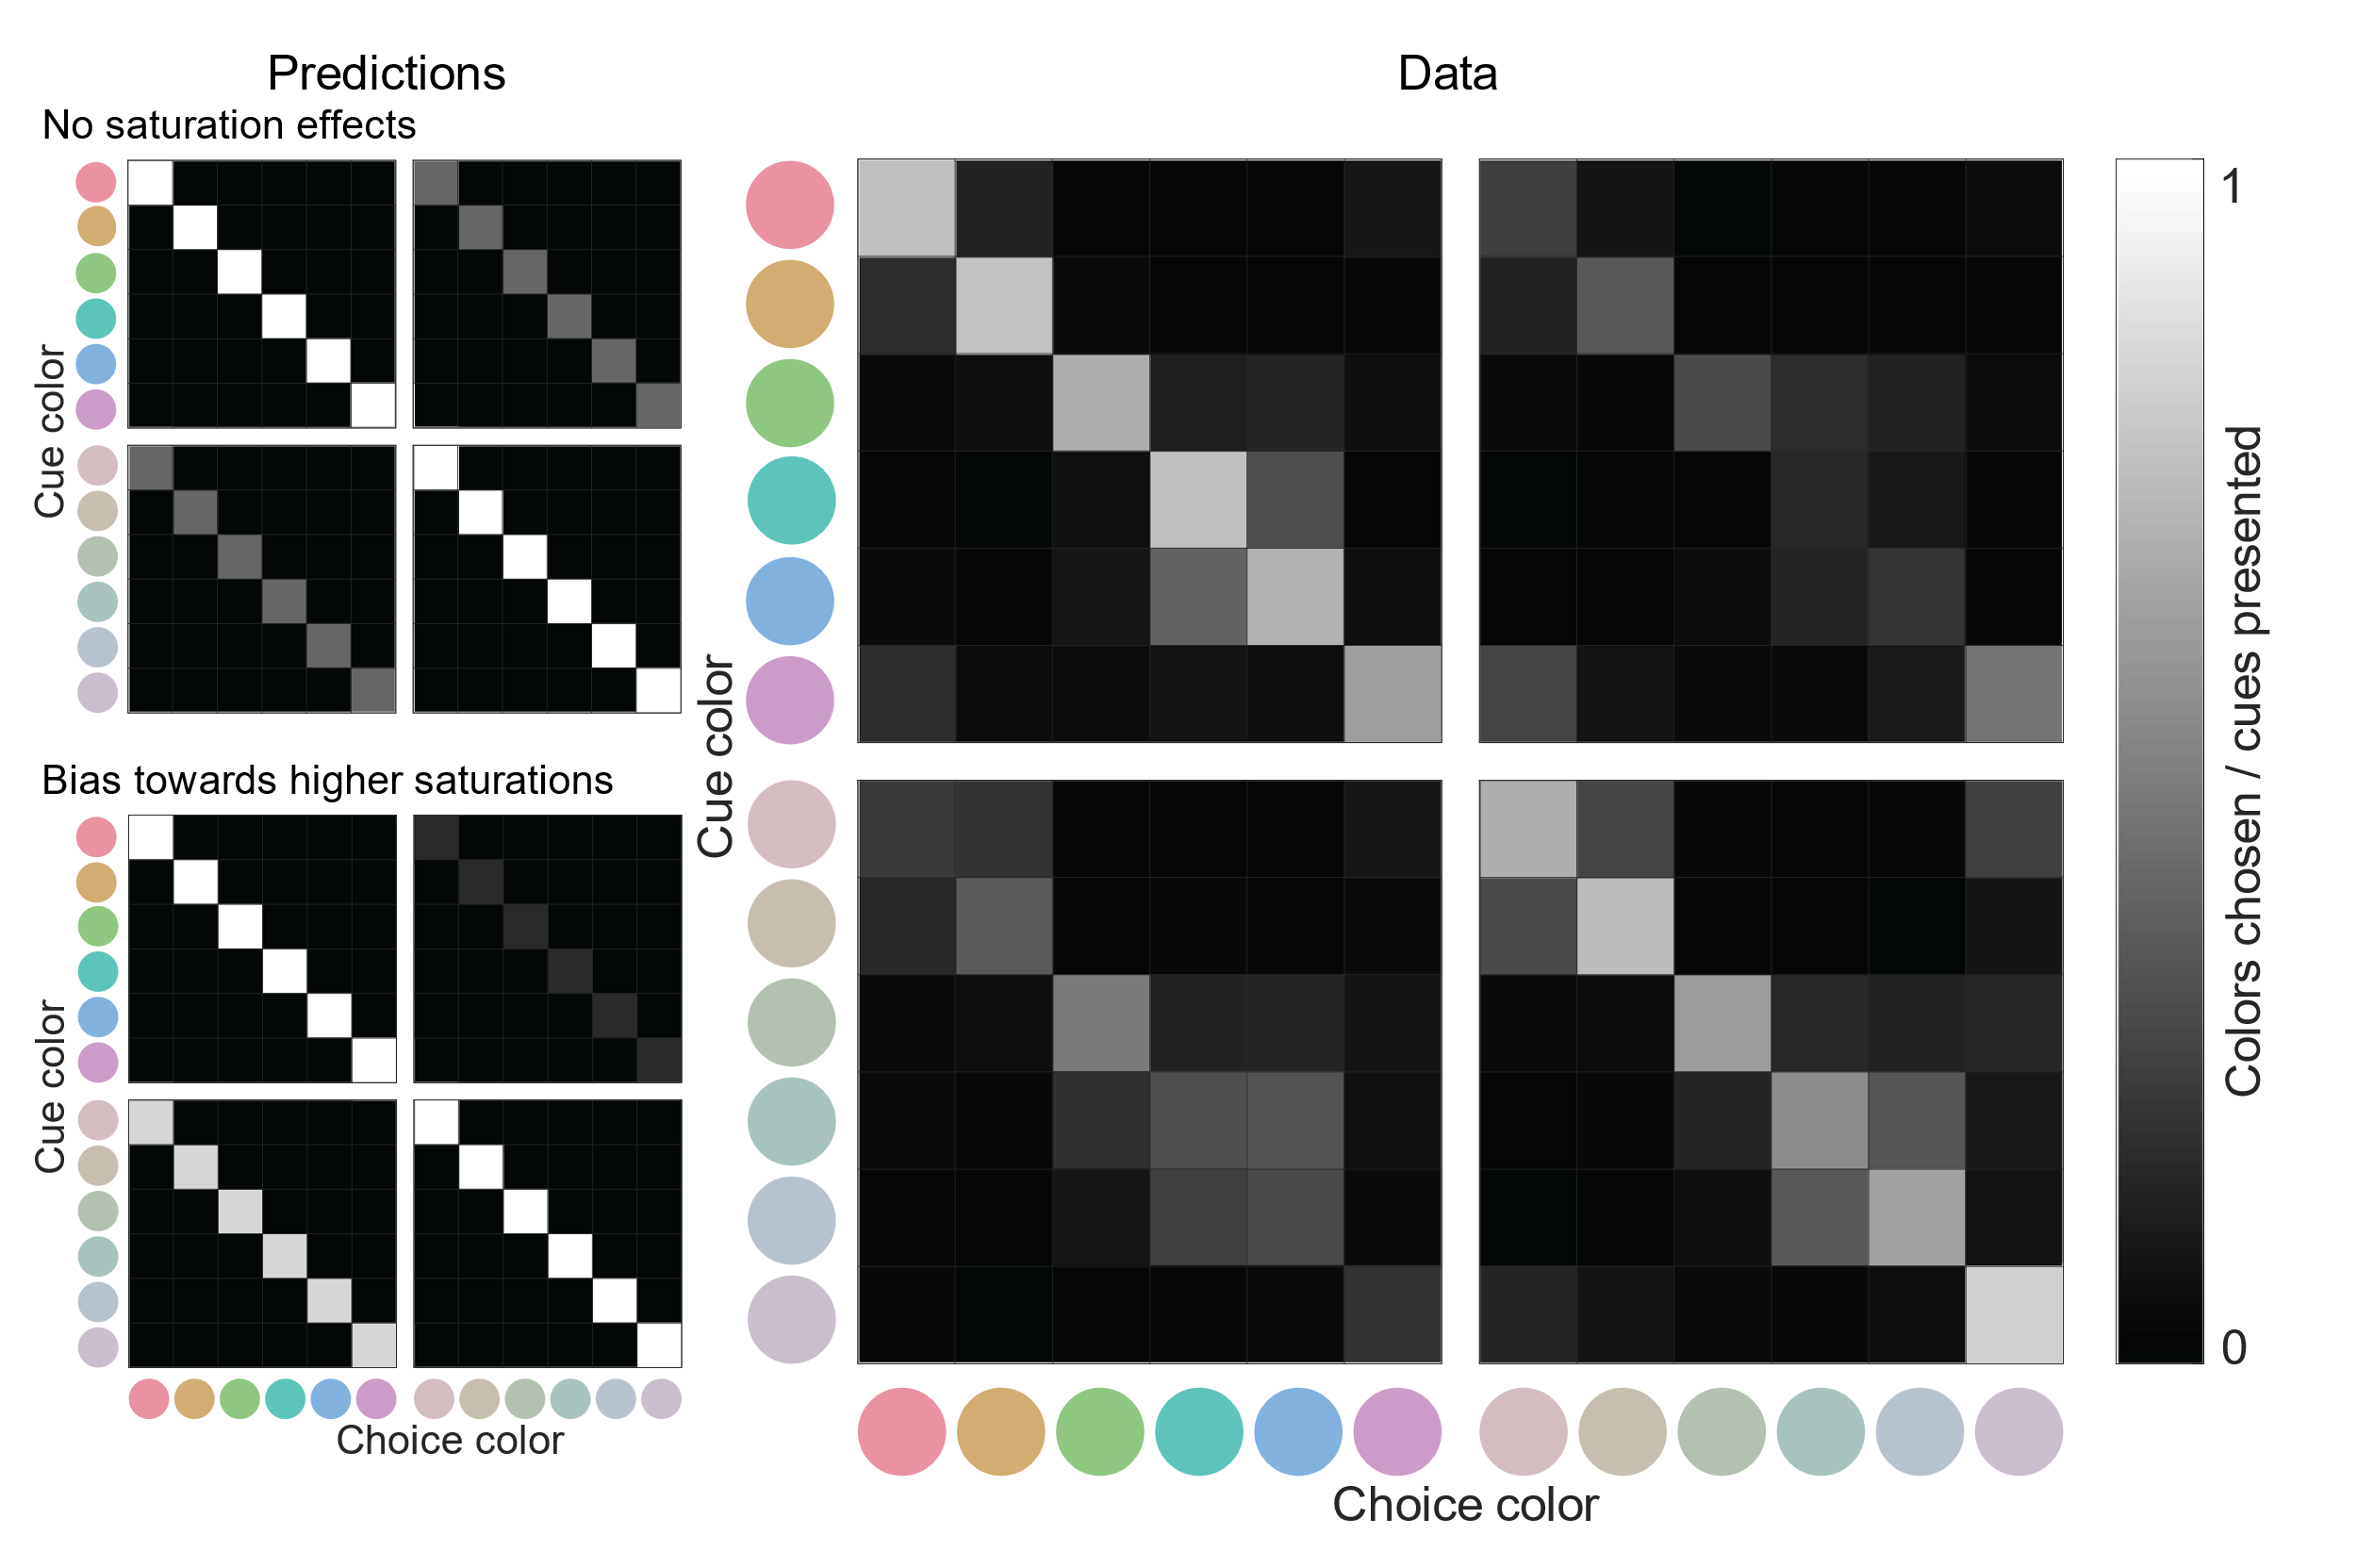 Predictions
No saturation effects
Cue color
Bias towards higher saturations
Cue color
Choice color
Data
Cue color
Choice color
1
Colors chosen / cues presented
0